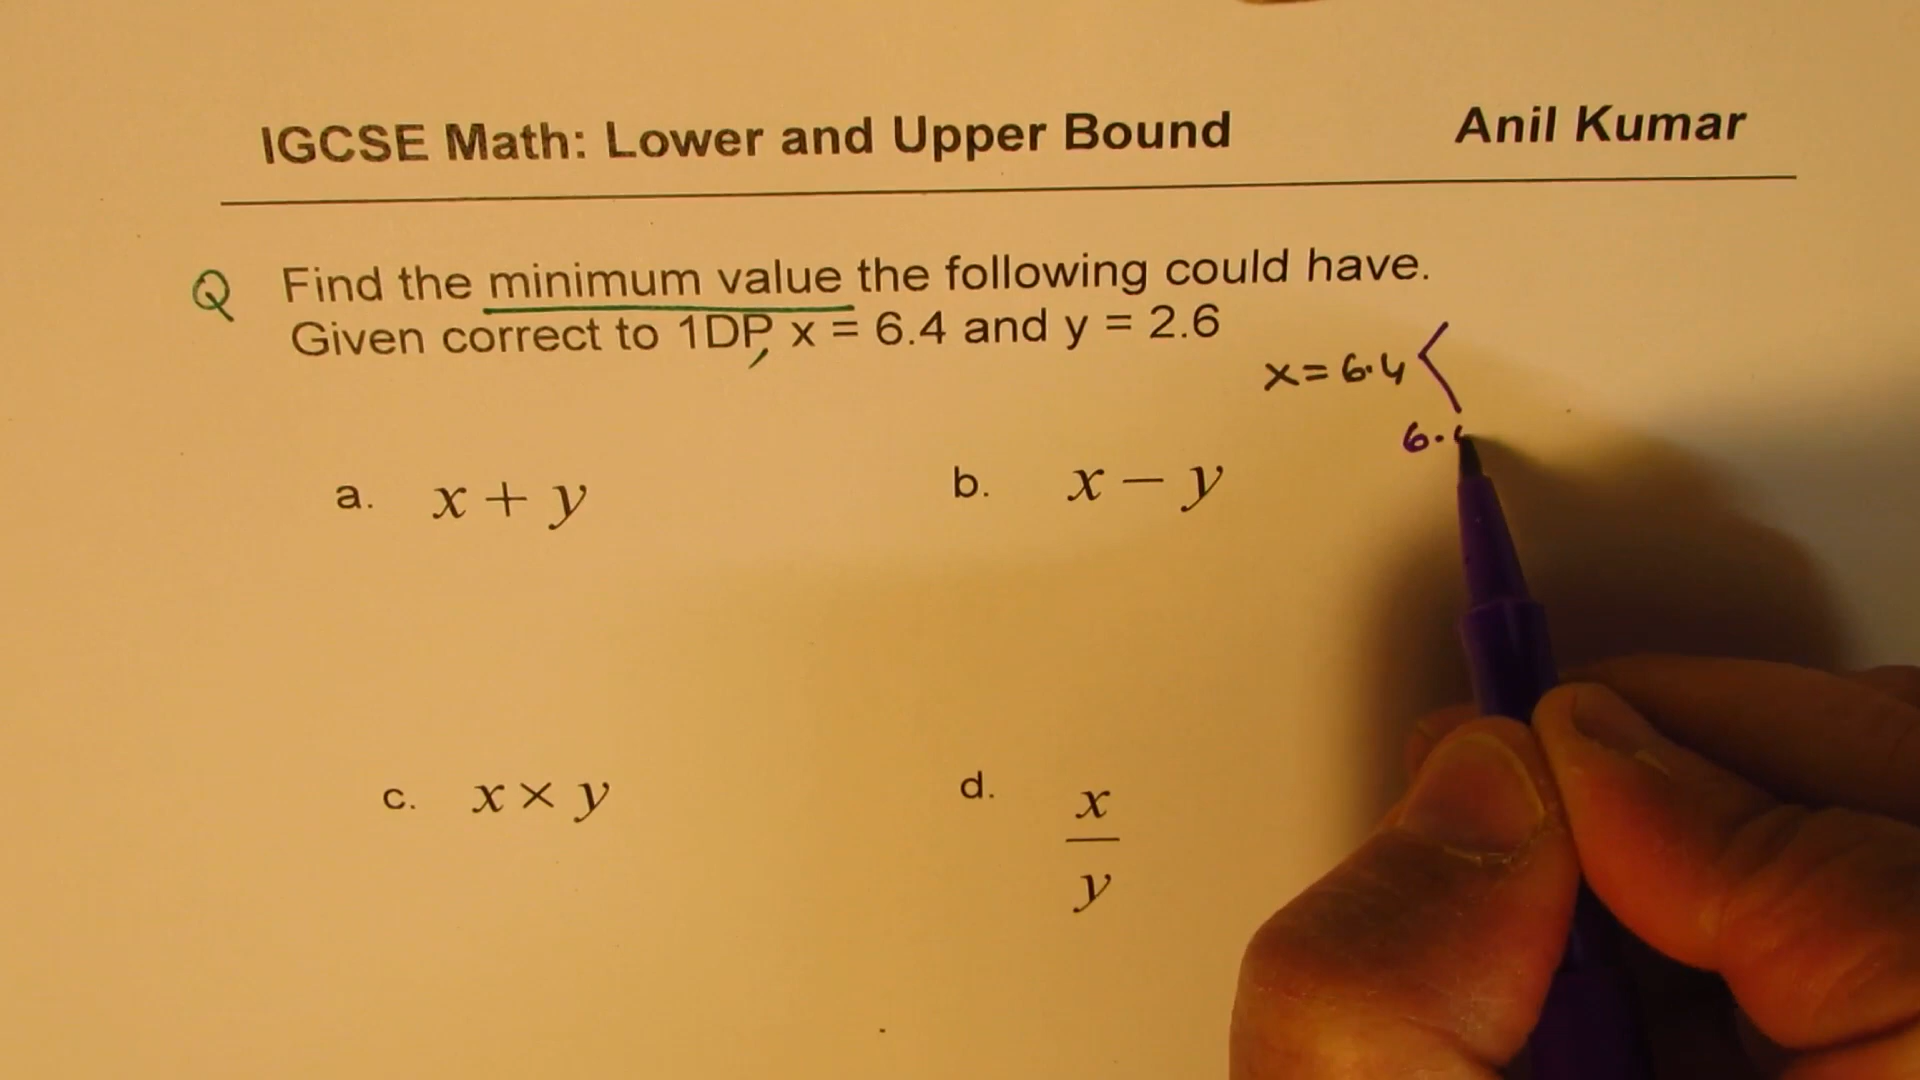 IGCSE Math: Lower and Upper Bound Anil Kumar
Q Find the minimum value the following could have.
Given correct to 1DP, x = 6.4 and y = 2.6
x = 6.4
6.
a. x + y b. x − y
c. x × y d. x
y